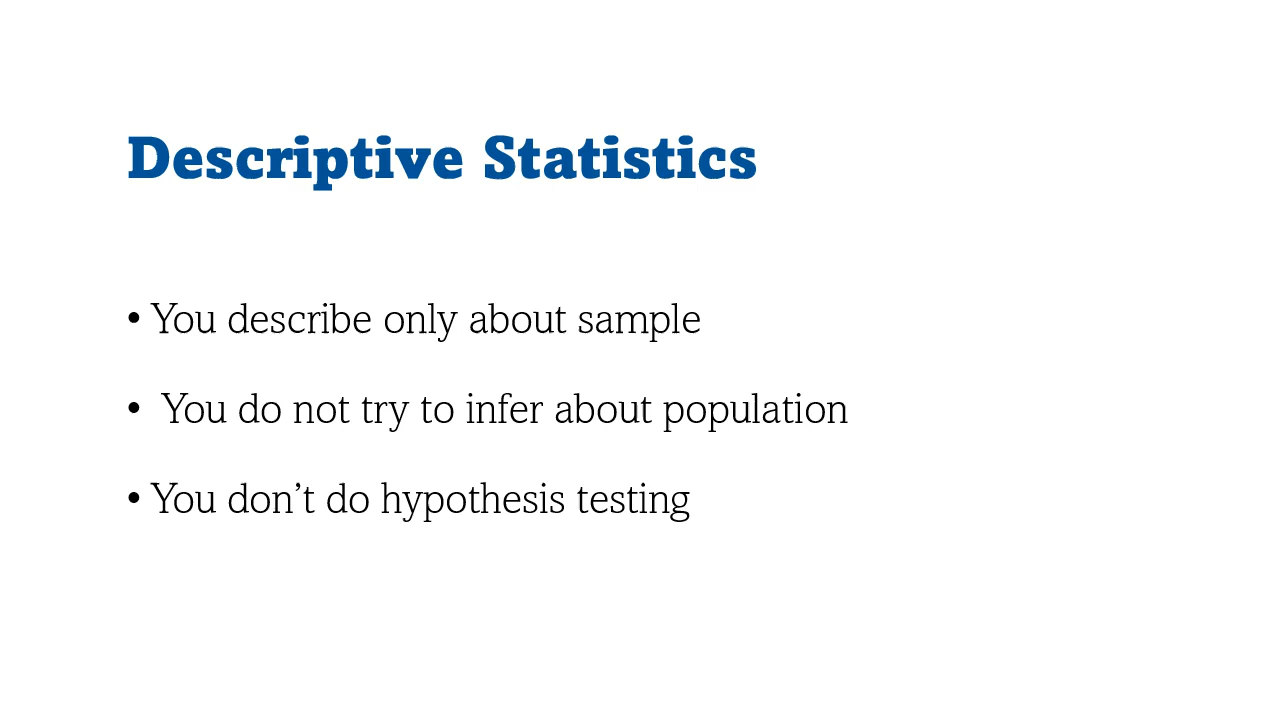 Descriptive Statistics
• You describe only about sample
• You do not try to infer about population
• You don’t do hypothesis testing